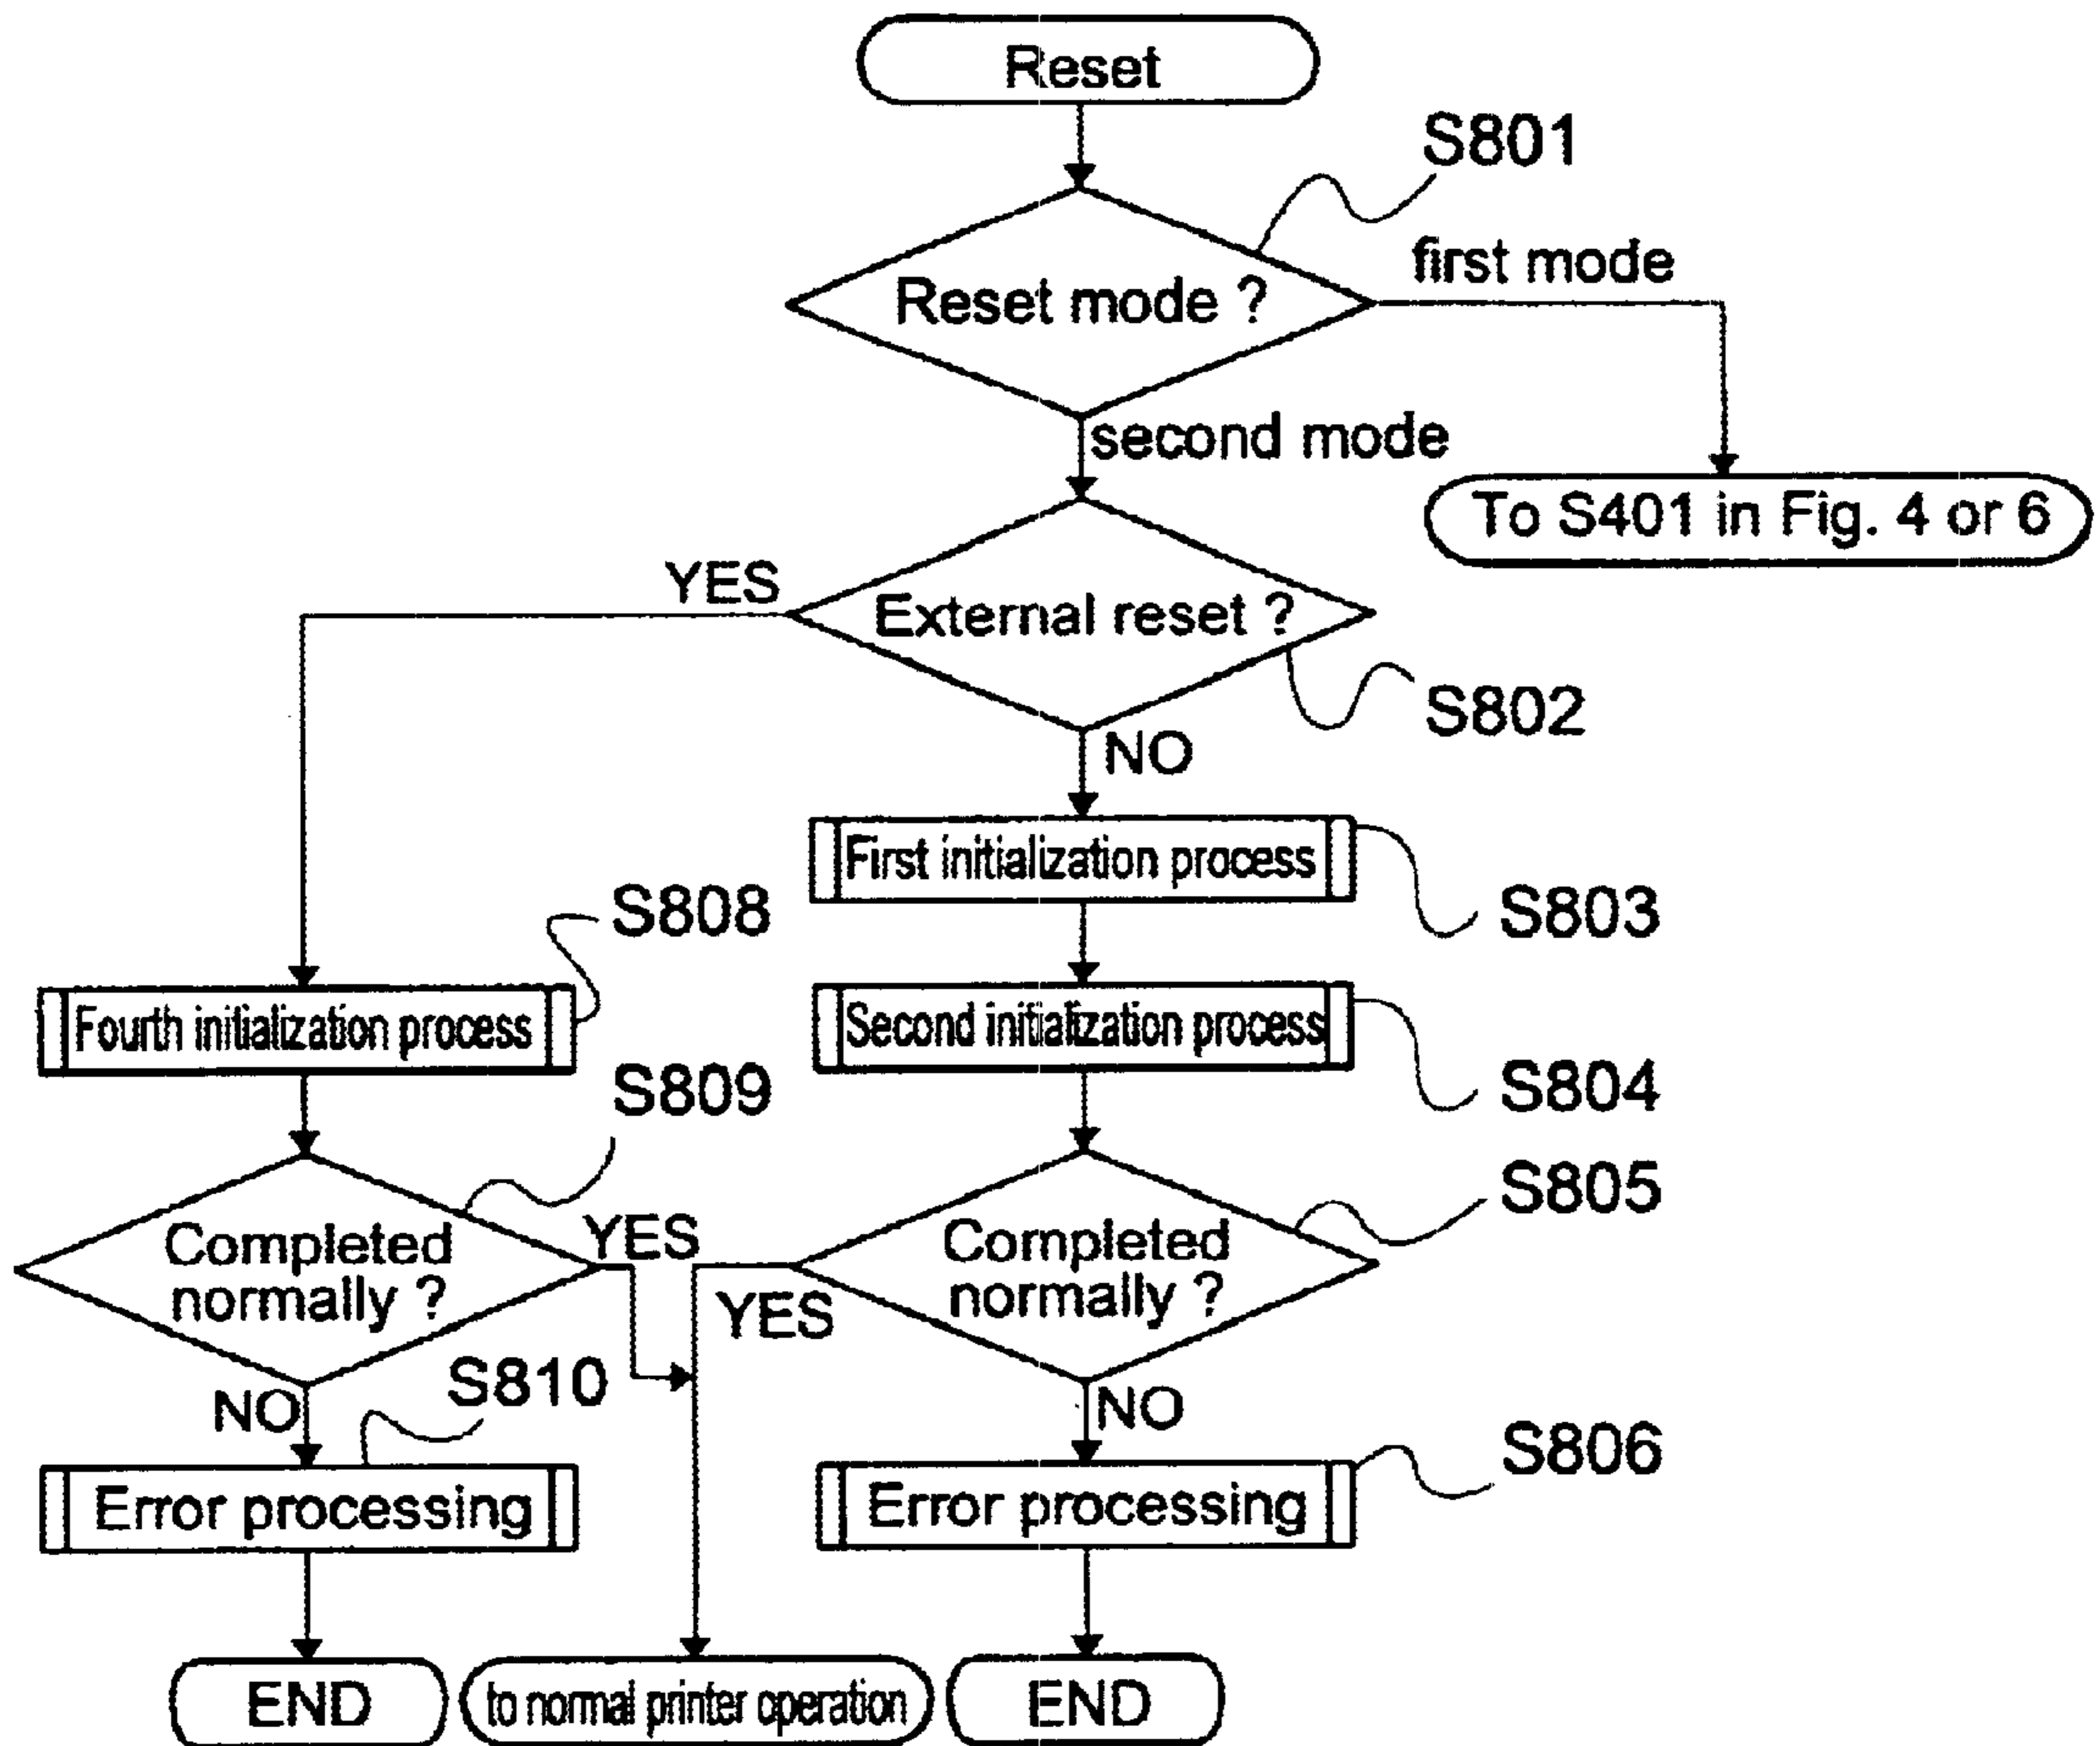 Reset
S801
Reset mode ?
first mode
second mode
To S401 in Fig. 4 or 6
YES
External reset ?
S802
NO
First initialization process
S803
S808
Fourth initialization process
Second initialization process
S804
S809
S805
Completed
normally ?
YES
Completed
normally ?
YES
S810
NO
NO
S806
Error processing
Error processing
END
to normal printer operation
END